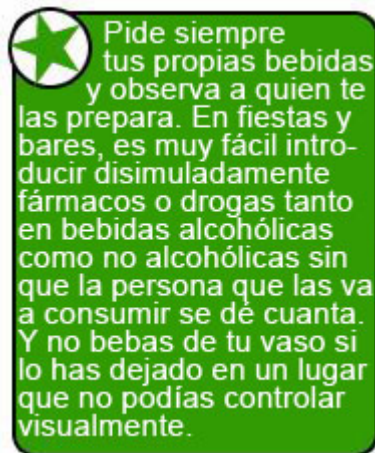 Pide siempre
tus propias bebidas
y observa a quien te
las prepara. En fiestas y
bares, es muy fácil intro-
ducir disimuladamente
fármacos o drogas tanto
en bebidas alcohólicas
como no alcohólicas sin
que la persona que las va
a consumir se dé cuanta.
Y no bebas de tu vaso si
lo has dejado en un lugar
que no podías controlar
visualmente.